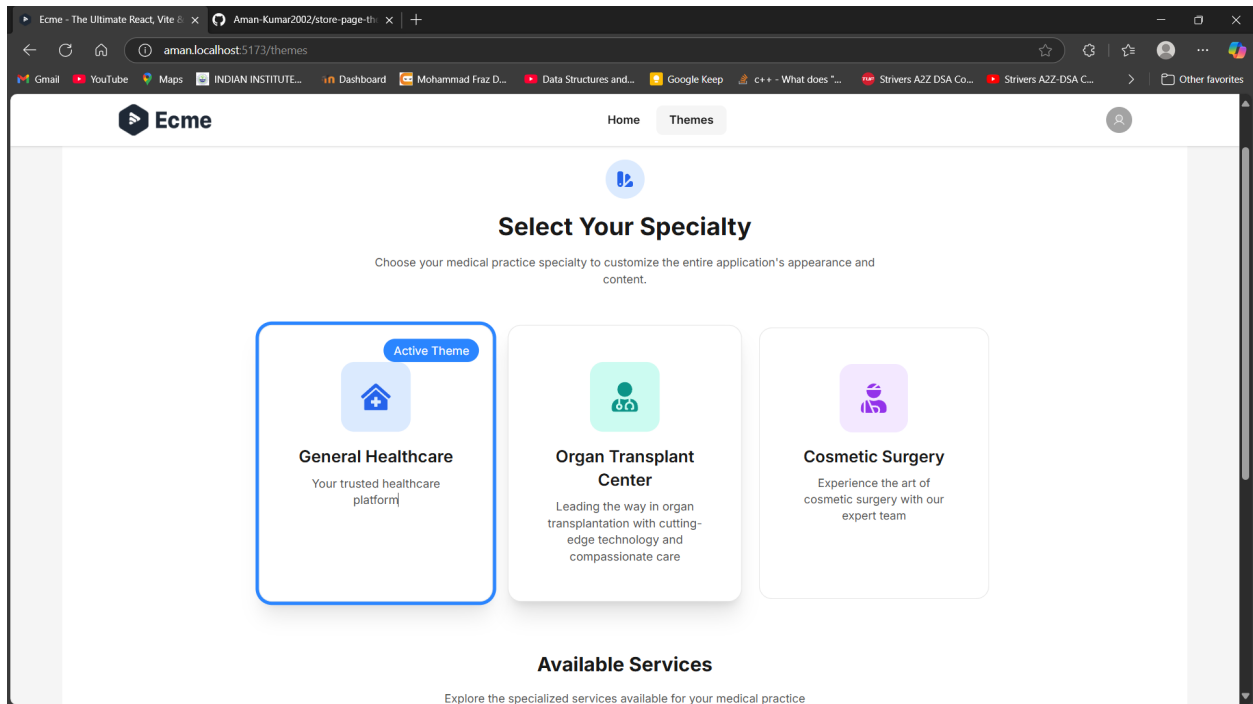 Ecme - The Ultimate React, Vite &
Aman-Kumar2002/store-page-the
aman.localhost:5173/themes
Gmail YouTube Maps INDIAN INSTITUTE... Dashboard Mohammad Fraz D... Data Structures and... Google Keep c++ - What does "... Strivers A2Z DSA Co... Strivers A2Z-DSA C... Other favorites
Ecme Home Themes
Select Your Specialty
Choose your medical practice specialty to customize the entire application's appearance and
content.
Active Theme
General Healthcare
Your trusted healthcare
platform
Organ Transplant
Center
Leading the way in organ
transplantation with cutting-
edge technology and
compassionate care
Cosmetic Surgery
Experience the art of
cosmetic surgery with our
expert team
Available Services
Explore the specialized services available for your medical practice